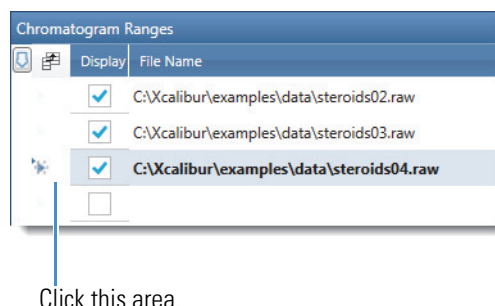 Chromatogram Ranges
Display File Name
C:\Xcalibur\examples\data\steroids02.raw
C:\Xcalibur\examples\data\steroids03.raw
C:\Xcalibur\examples\data\steroids04.raw
Click this area